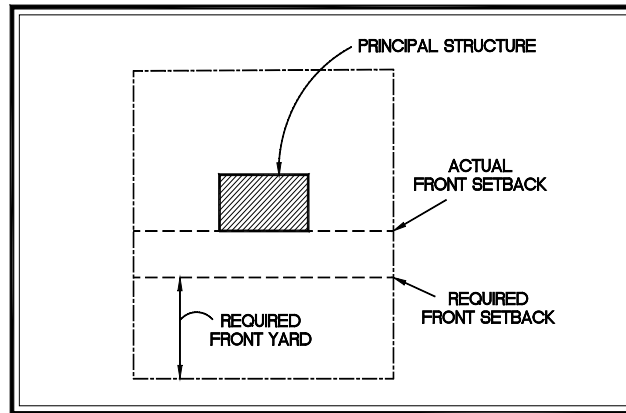 PRINCIPAL STRUCTURE
ACTUAL
FRONT SETBACK
REQUIRED
FRONT SETBACK
REQUIRED
FRONT YARD